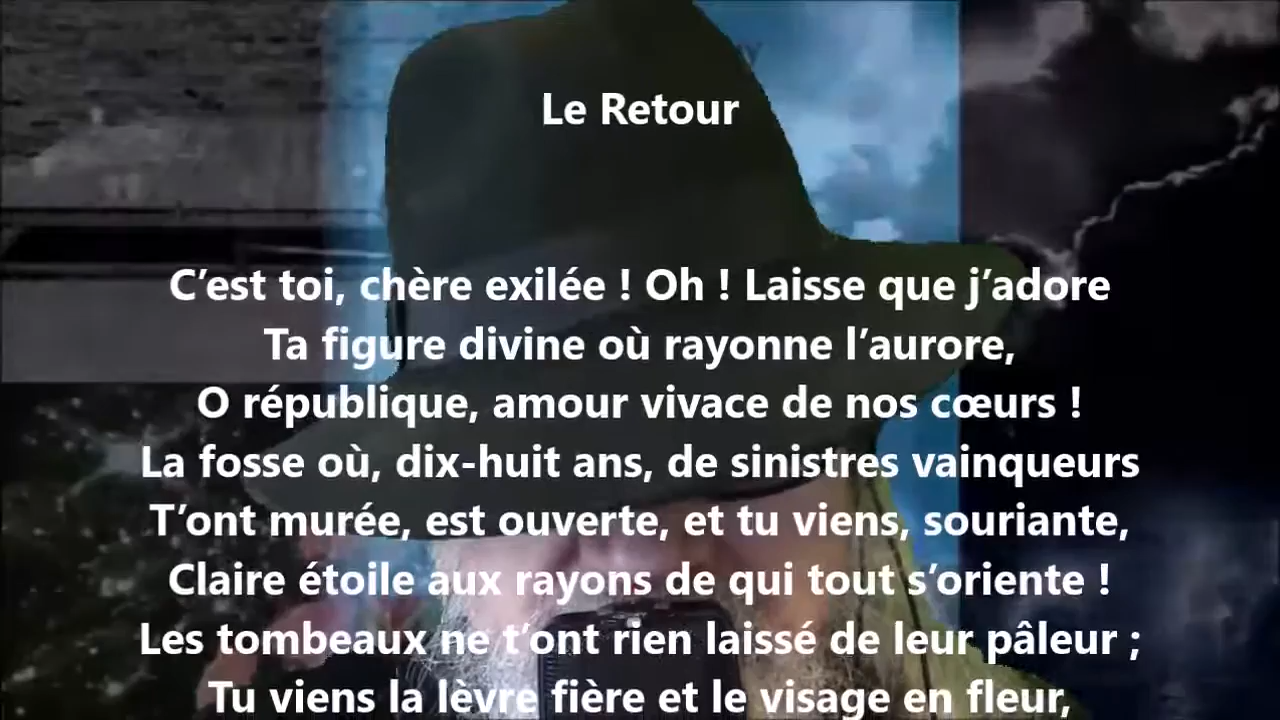 Le Retour
C’est toi, chère exilée ! Oh ! Laisse que j’adore
Ta figure divine où rayonne l’aurore,
O république, amour vivace de nos cœurs !
La fosse où, dix-huit ans, de sinistres vainqueurs
T’ont murée, est ouverte, et tu viens, souriante,
Claire étoile aux rayons de qui tout s’oriente !
Les tombeaux ne t’ont rien laissé de leur pâleur ;
Tu viens la lèvre fière et le visage en fleur,